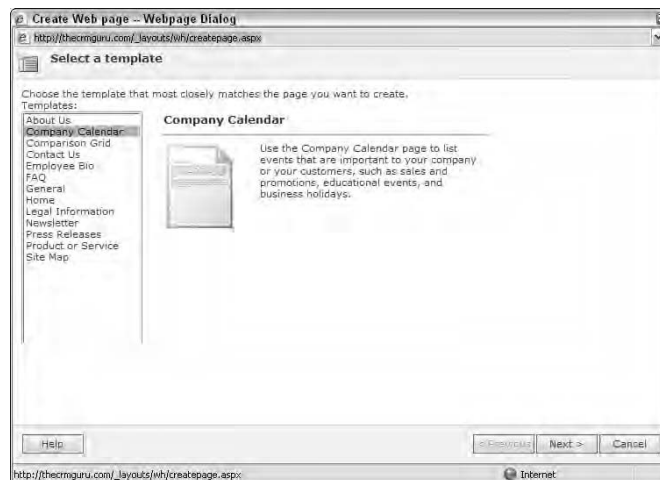 Create Web page -- Webpage Dialog
http://thecrmguru.com/_layouts/wh/createpage.aspx
Select a template
Choose the template that most closely matches the page you want to create.
Templates:
About Us
Company Calendar
Comparison Grid
Contact Us
Employee Bio
FAQ
General
Home
Legal Information
Newsletter
Press Releases
Product or Service
Site Map
Company Calendar
Use the Company Calendar page to list
events that are important to your company
or your customers, such as sales and
promotions, educational events, and
business holidays.
Help
< Previous
Next >
Cancel
http://thecrmguru.com/_layouts/wh/createpage.aspx
Internet